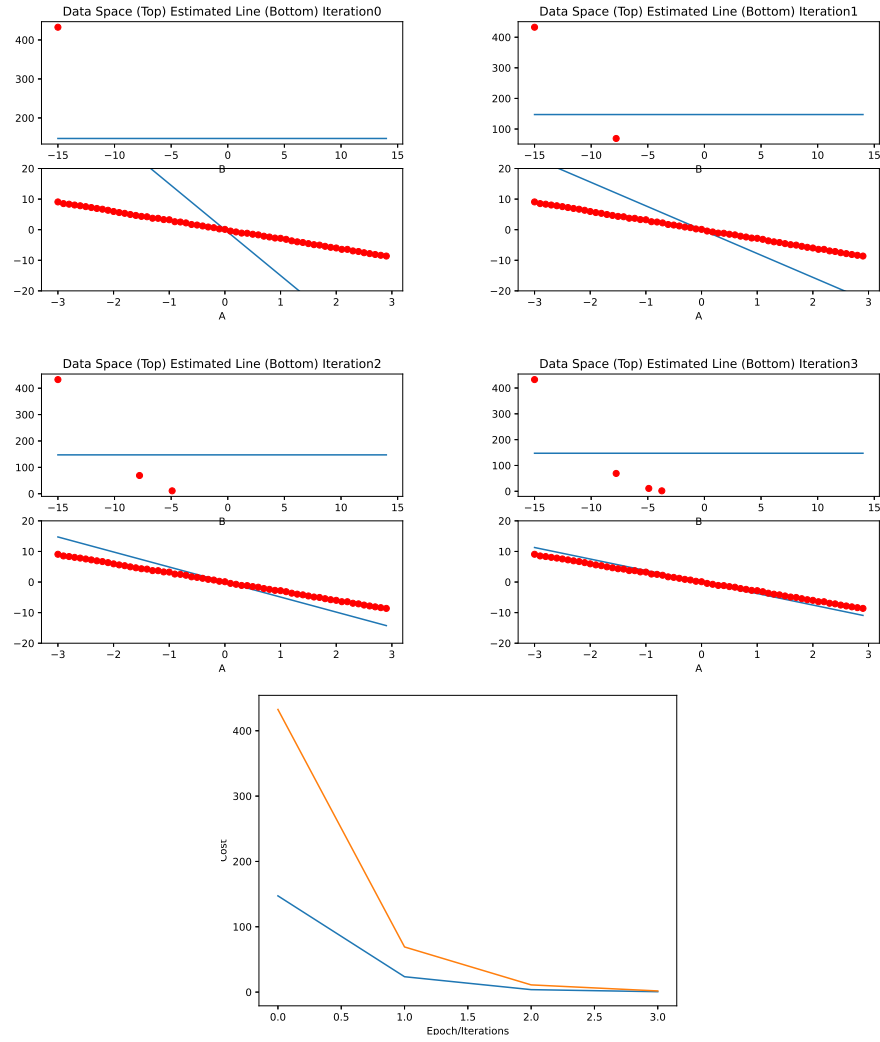 Data Space (Top) Estimated Line (Bottom) Iteration0
400
300
200
−15 −10 −5 0 5 10 15
B
20
10
0
−10
−20
−3 −2 −1 0 1 2 3
A
Data Space (Top) Estimated Line (Bottom) Iteration1
400
300
200
100
−15 −10 −5 0 5 10 15
B
20
10
0
−10
−20
−3 −2 −1 0 1 2 3
A
Data Space (Top) Estimated Line (Bottom) Iteration2
400
300
200
100
0
−15 −10 −5 0 5 10 15
B
20
10
0
−10
−20
−3 −2 −1 0 1 2 3
A
Data Space (Top) Estimated Line (Bottom) Iteration3
400
300
200
100
0
−15 −10 −5 0 5 10 15
B
20
10
0
−10
−20
−3 −2 −1 0 1 2 3
A
400
300
200
100
0
Cost
0.0 0.5 1.0 1.5 2.0 2.5 3.0
Epoch/Iterations